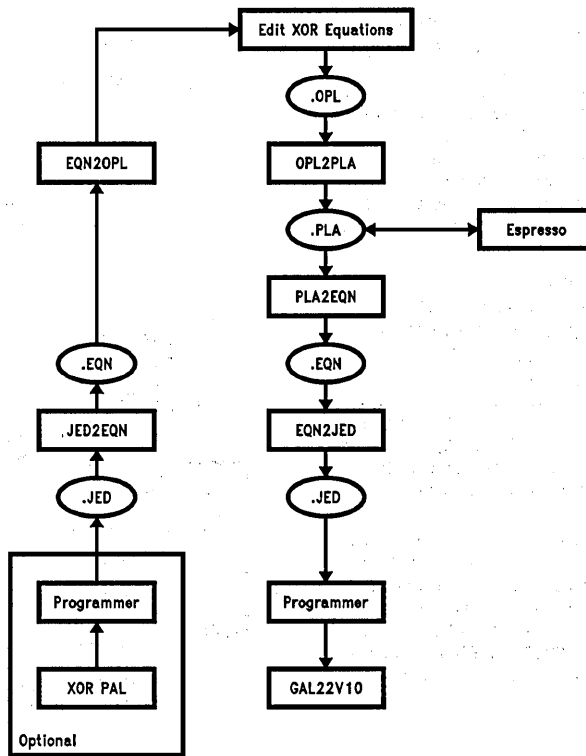 Edit XOR Equations
.OPL
EQN2OPL
OPL2PLA
.PLA
Espresso
PLA2EQN
.EQN
.EQN
JED2EQN
EQN2JED
.JED
.JED
Programmer
Programmer
XOR PAL
GAL22V10
Optional